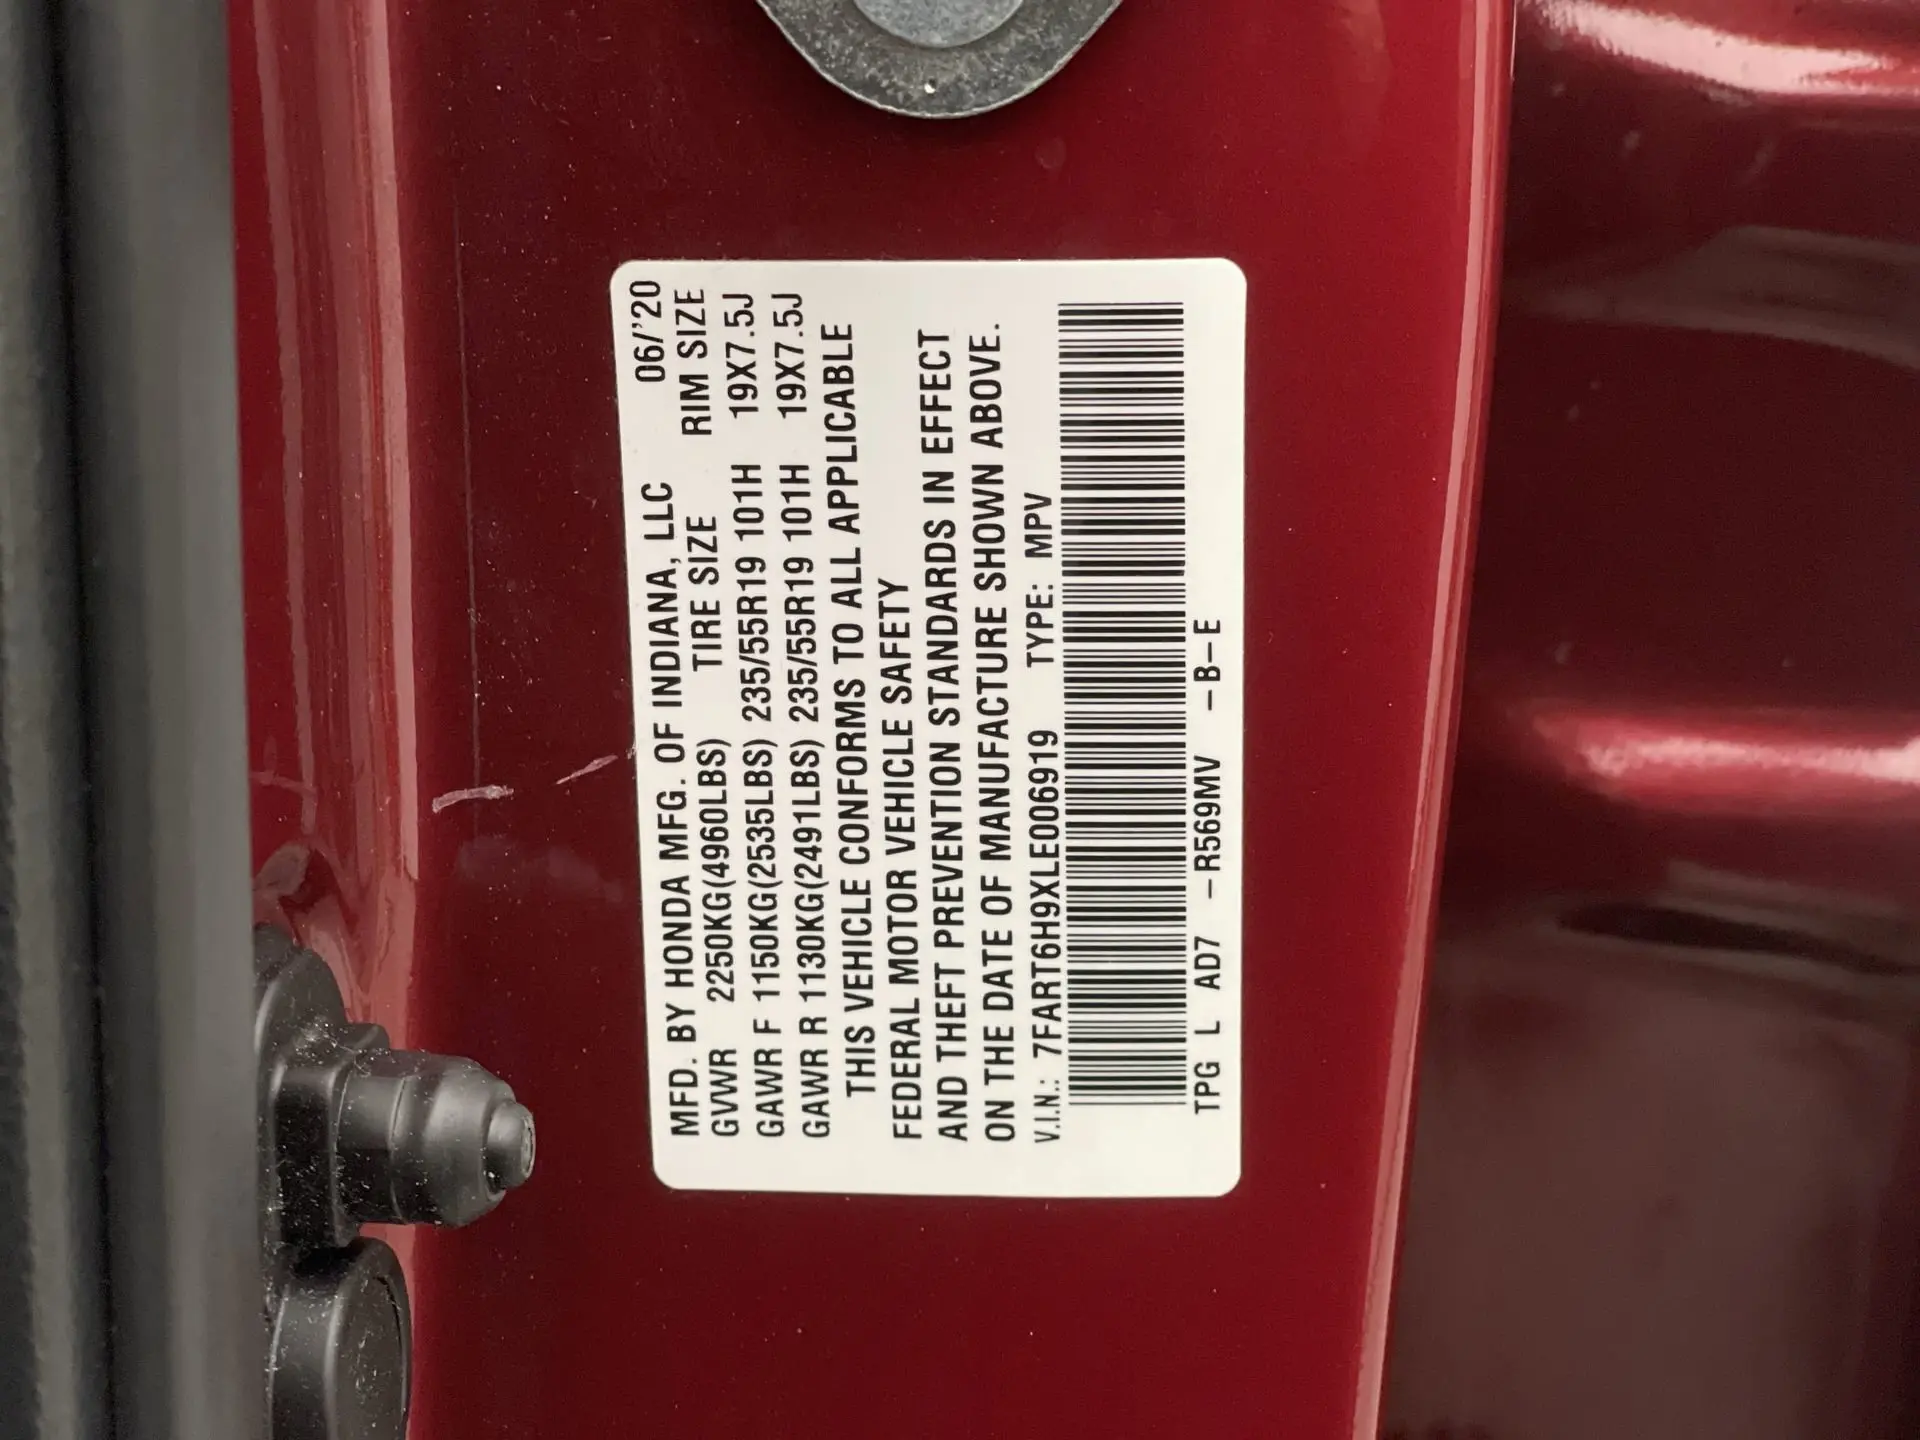 MFD. BY HONDA MFG. OF INDIANA, LLC 06/'20
GVWR 2250KG(4960LBS) TIRE SIZE RIM SIZE
GAWR F 1150KG(2535LBS) 235/55R19 101H 19X7.5J
GAWR R 1130KG(2491LBS) 235/55R19 101H 19X7.5J
THIS VEHICLE CONFORMS TO ALL APPLICABLE
FEDERAL MOTOR VEHICLE SAFETY
AND THEFT PREVENTION STANDARDS IN EFFECT
ON THE DATE OF MANUFACTURE SHOWN ABOVE.
V.I.N.: 7FART6H9XLE006919 TYPE: MPV
TPG L AD7 –R569MV –B–E